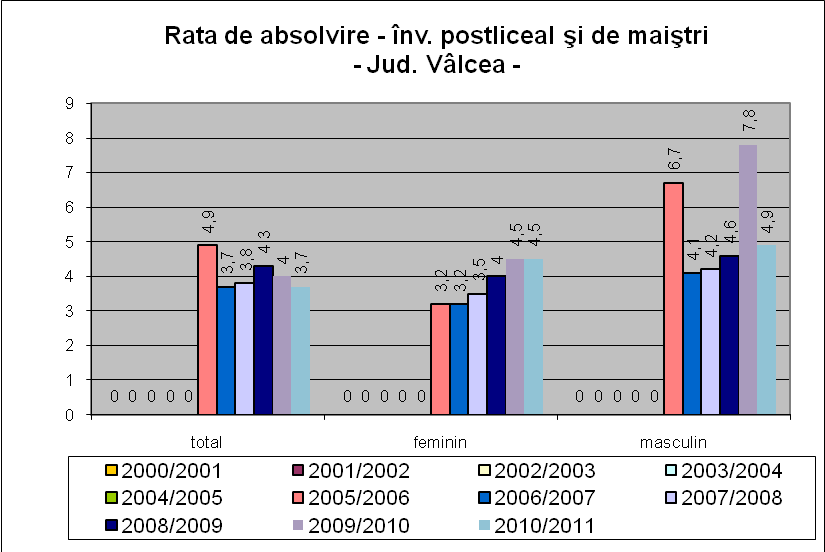 Rata de absolvire - înv. postliceal şi de maiştri
- Jud. Vâlcea -
9
8
7
6
5
4
3
2
1
0
0 0 0 0 0 4,9 3,7 3,8 4 3 4 3,7
0 0 0 0 0 3,2 3,2 3,5 4 4,5 4,5
0 0 0 0 0 6,7 4,1 4,2 4,6 7,8 4,9
total feminin masculin
2000/2001 2001/2002 2002/2003 2003/2004
2004/2005 2005/2006 2006/2007 2007/2008
2008/2009 2009/2010 2010/2011